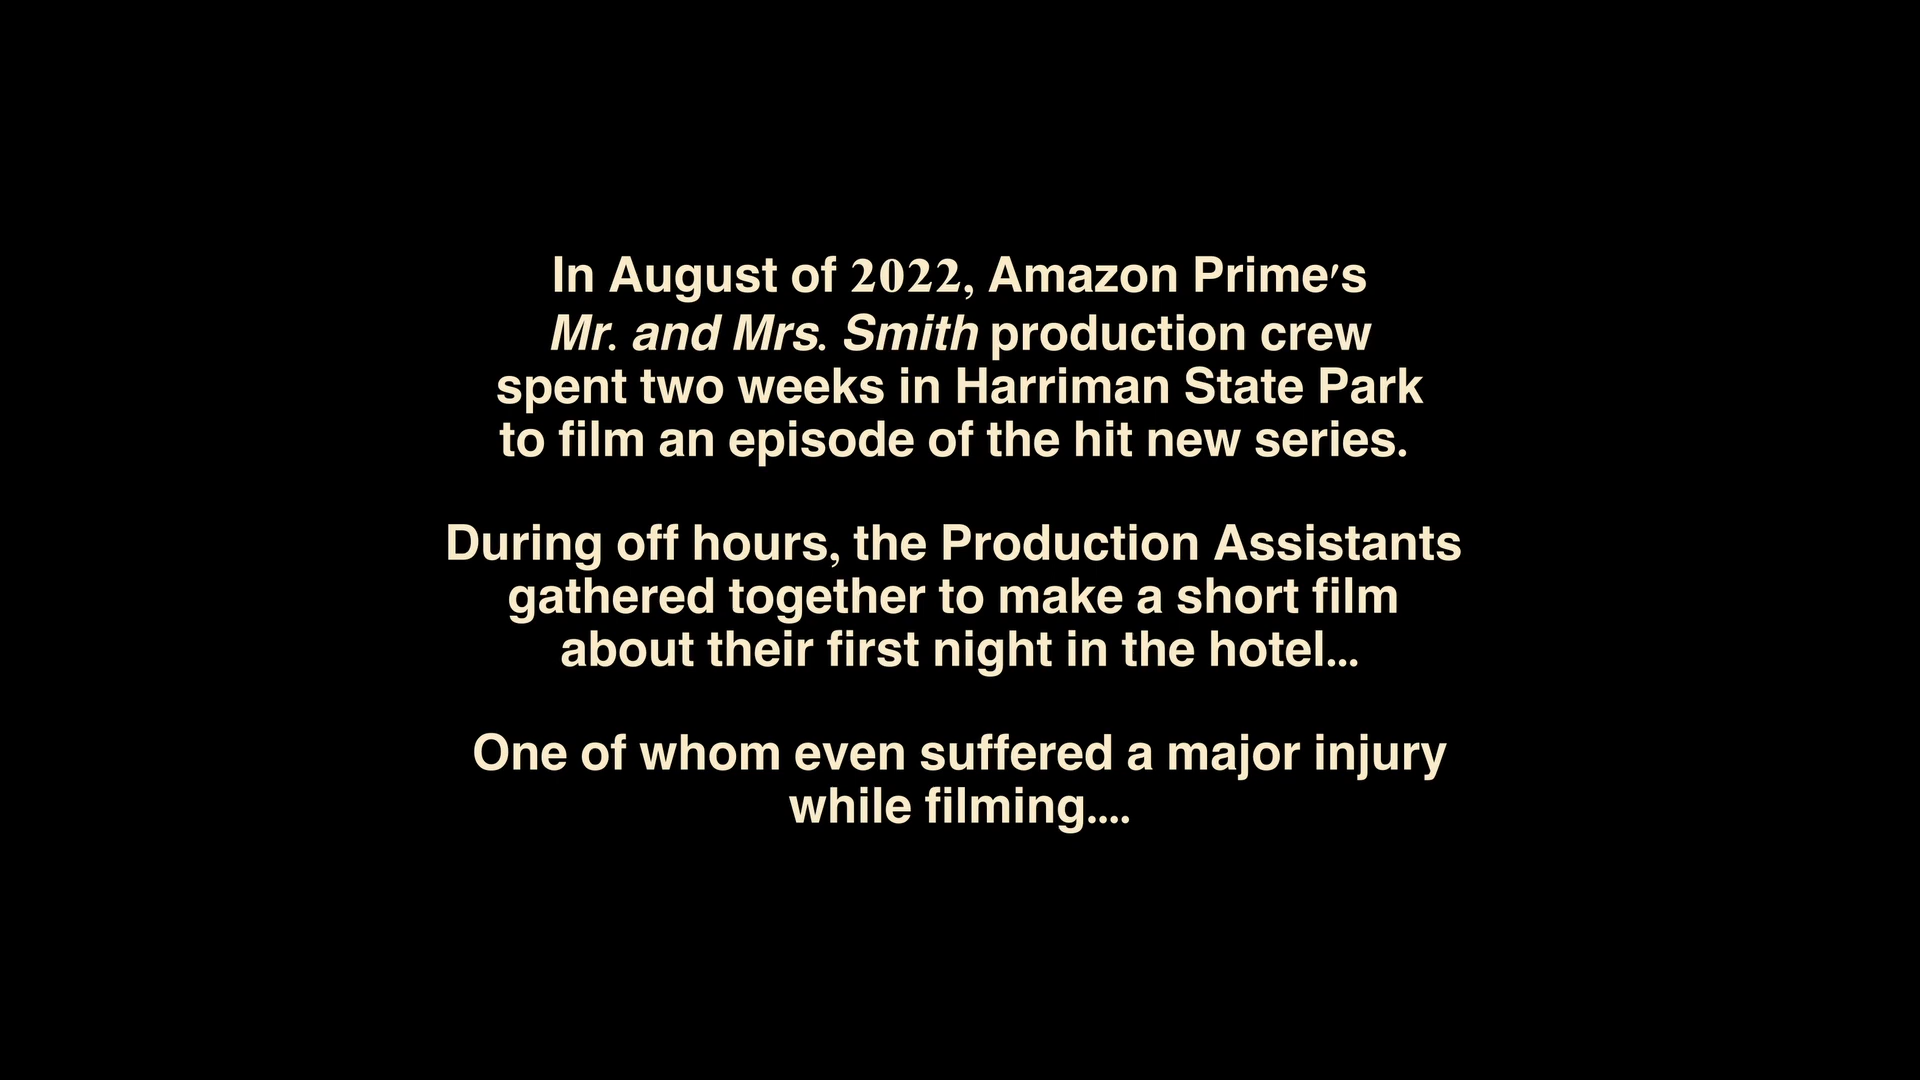 In August of 2022, Amazon Prime's
Mr. and Mrs. Smith production crew
spent two weeks in Harriman State Park
to film an episode of the hit new series.
During off hours, the Production Assistants
gathered together to make a short film
about their first night in the hotel...
One of whom even suffered a major injury
while filming....